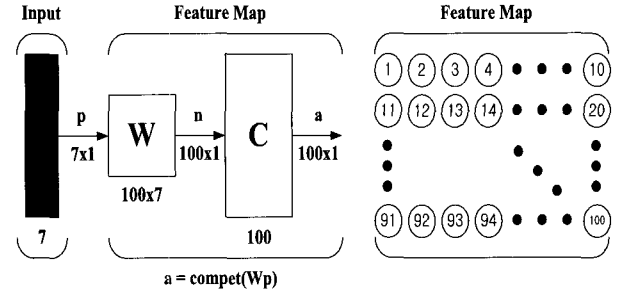 Input
Feature Map
Feature Map
p
7x1
W
100x7
n
100x1
C
a
100x1
7
100
a = compet(Wp)
1 2 3 4 10
11 12 13 14 20
91 92 93 94 100